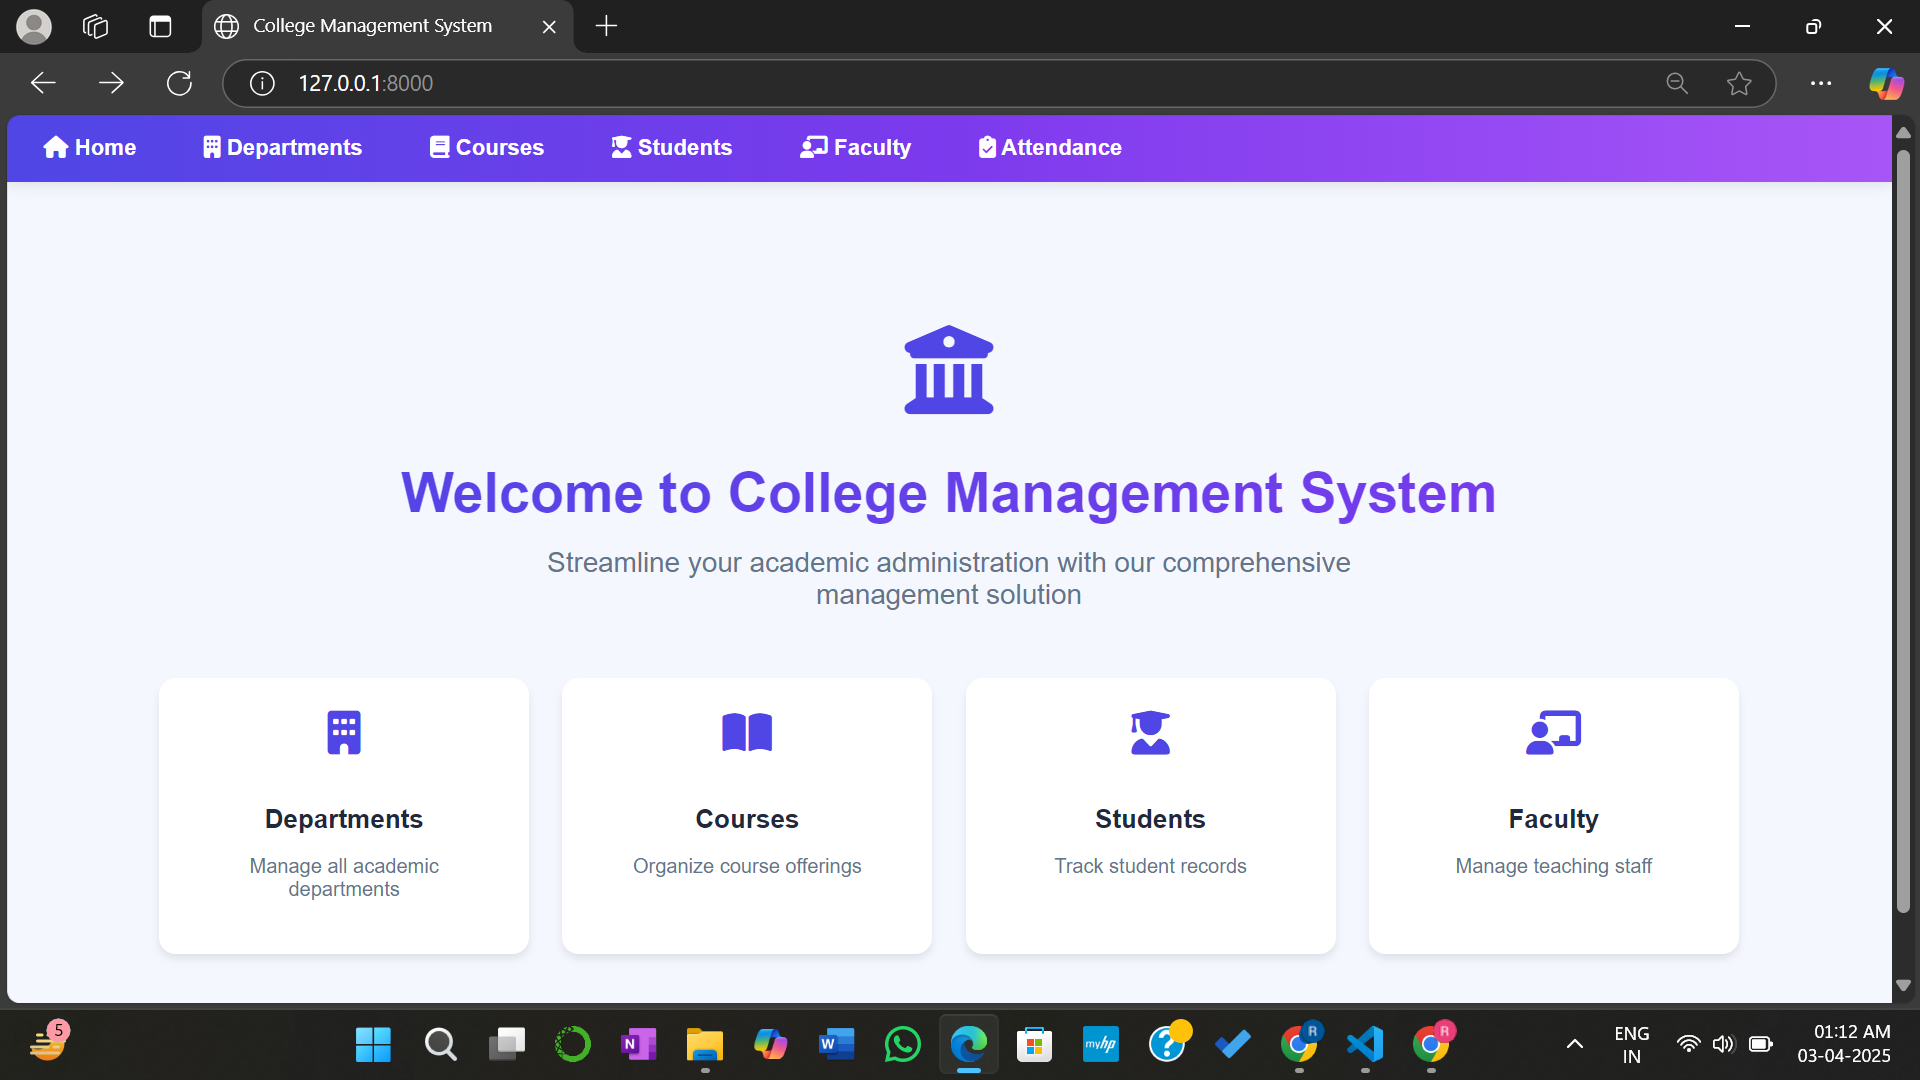 College Management System
127.0.0.1:8000
Home Departments Courses Students Faculty Attendance
Welcome to College Management System
Streamline your academic administration with our comprehensive
management solution
Departments
Manage all academic
departments
Courses
Organize course offerings
Students
Track student records
Faculty
Manage teaching staff
5
N
W
myhp
?
R
R
ENG
IN
01:12 AM
03-04-2025